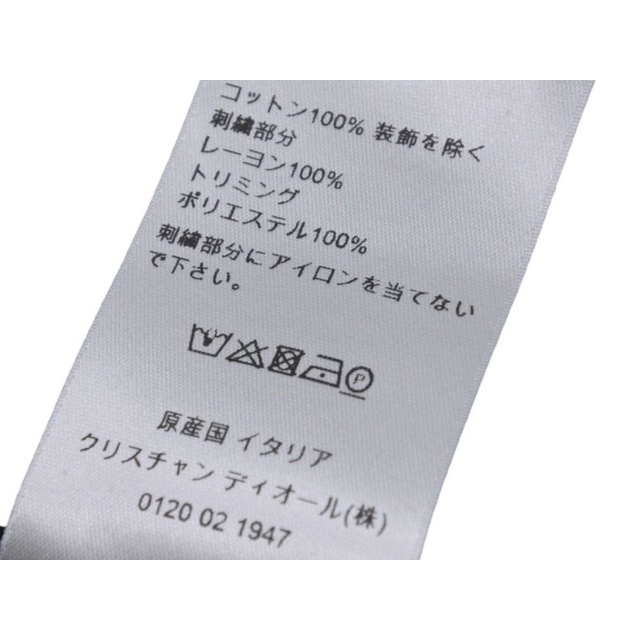 コットン100% 装飾を除く
刺繍部分
レーヨン100%
トリミング
ポリエステル100%
刺繍部分にアイロンを当てない
で下さい。
P
原産国 イタリア
クリスチャン ディオール(株)
0120 02 1947